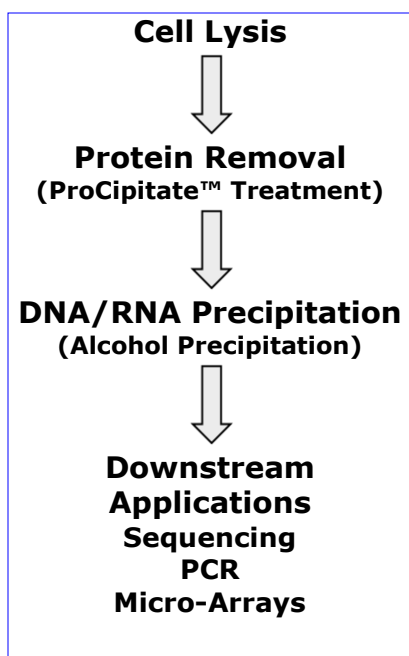 Cell Lysis
Protein Removal
(ProCipitate™ Treatment)
DNA/RNA Precipitation
(Alcohol Precipitation)
Downstream
Applications
Sequencing
PCR
Micro-Arrays